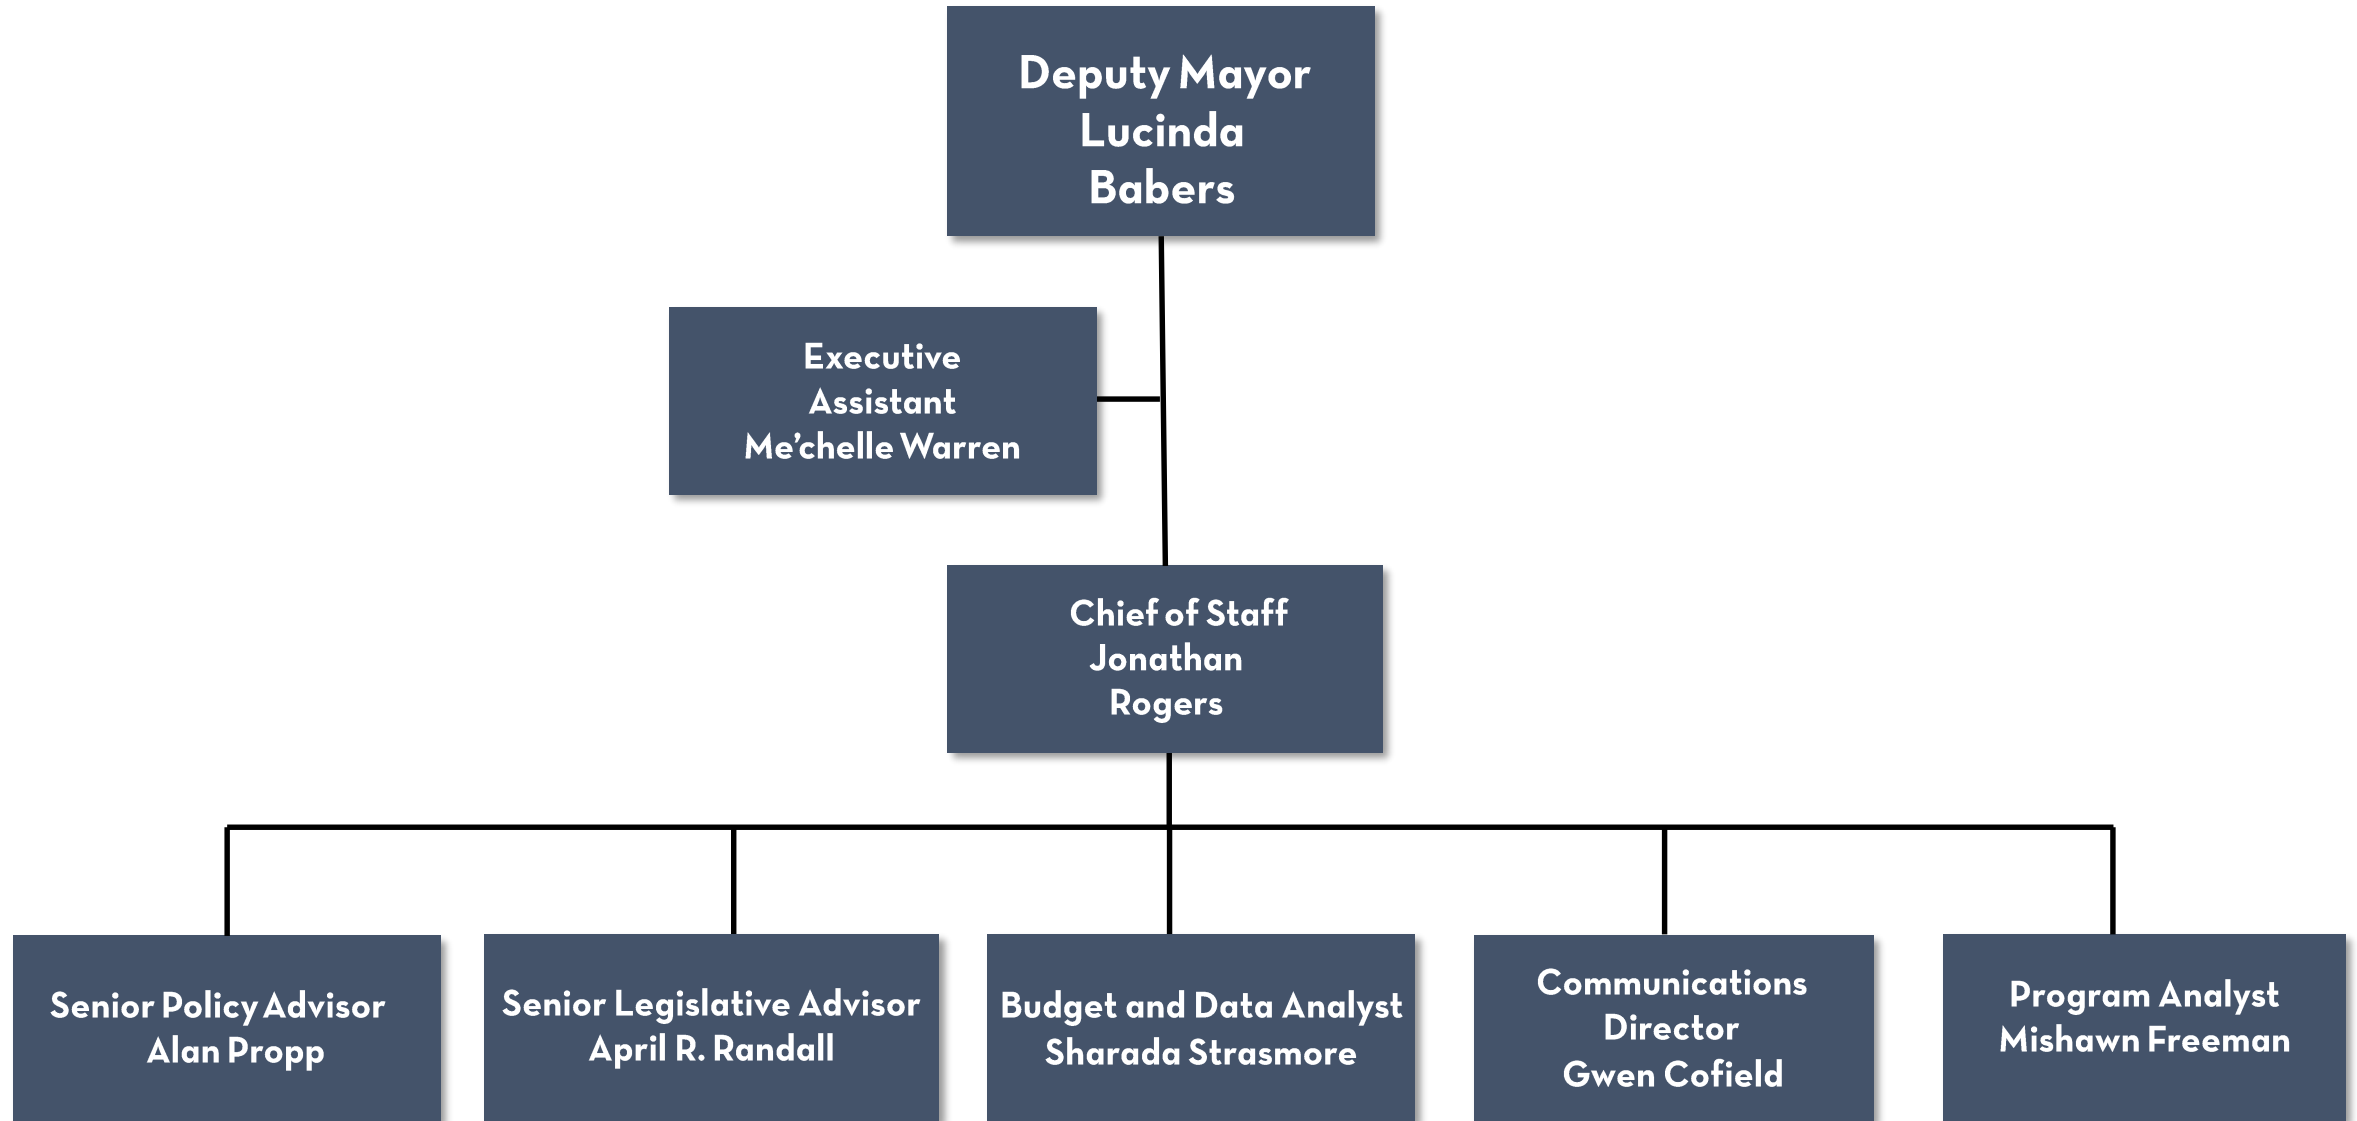 Deputy Mayor
Lucinda
Babers
Executive
Assistant
Me’chelle Warren
Chief of Staff
Jonathan
Rogers
Senior Policy Advisor
Alan Propp
Senior Legislative Advisor
April R. Randall
Budget and Data Analyst
Sharada Strasmore
Communications
Director
Gwen Cofield
Program Analyst
Mishawn Freeman